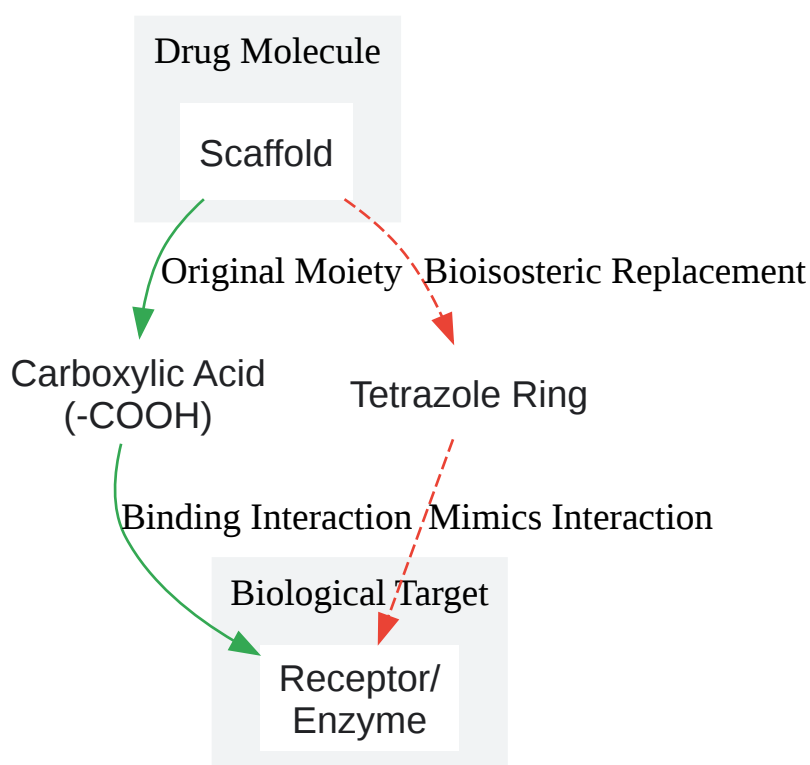 Drug Molecule
Scaffold
Original Moiety
Bioisosteric Replacement
Carboxylic Acid
(-COOH)
Tetrazole Ring
Binding Interaction
Mimics Interaction
Biological Target
Receptor/
Enzyme